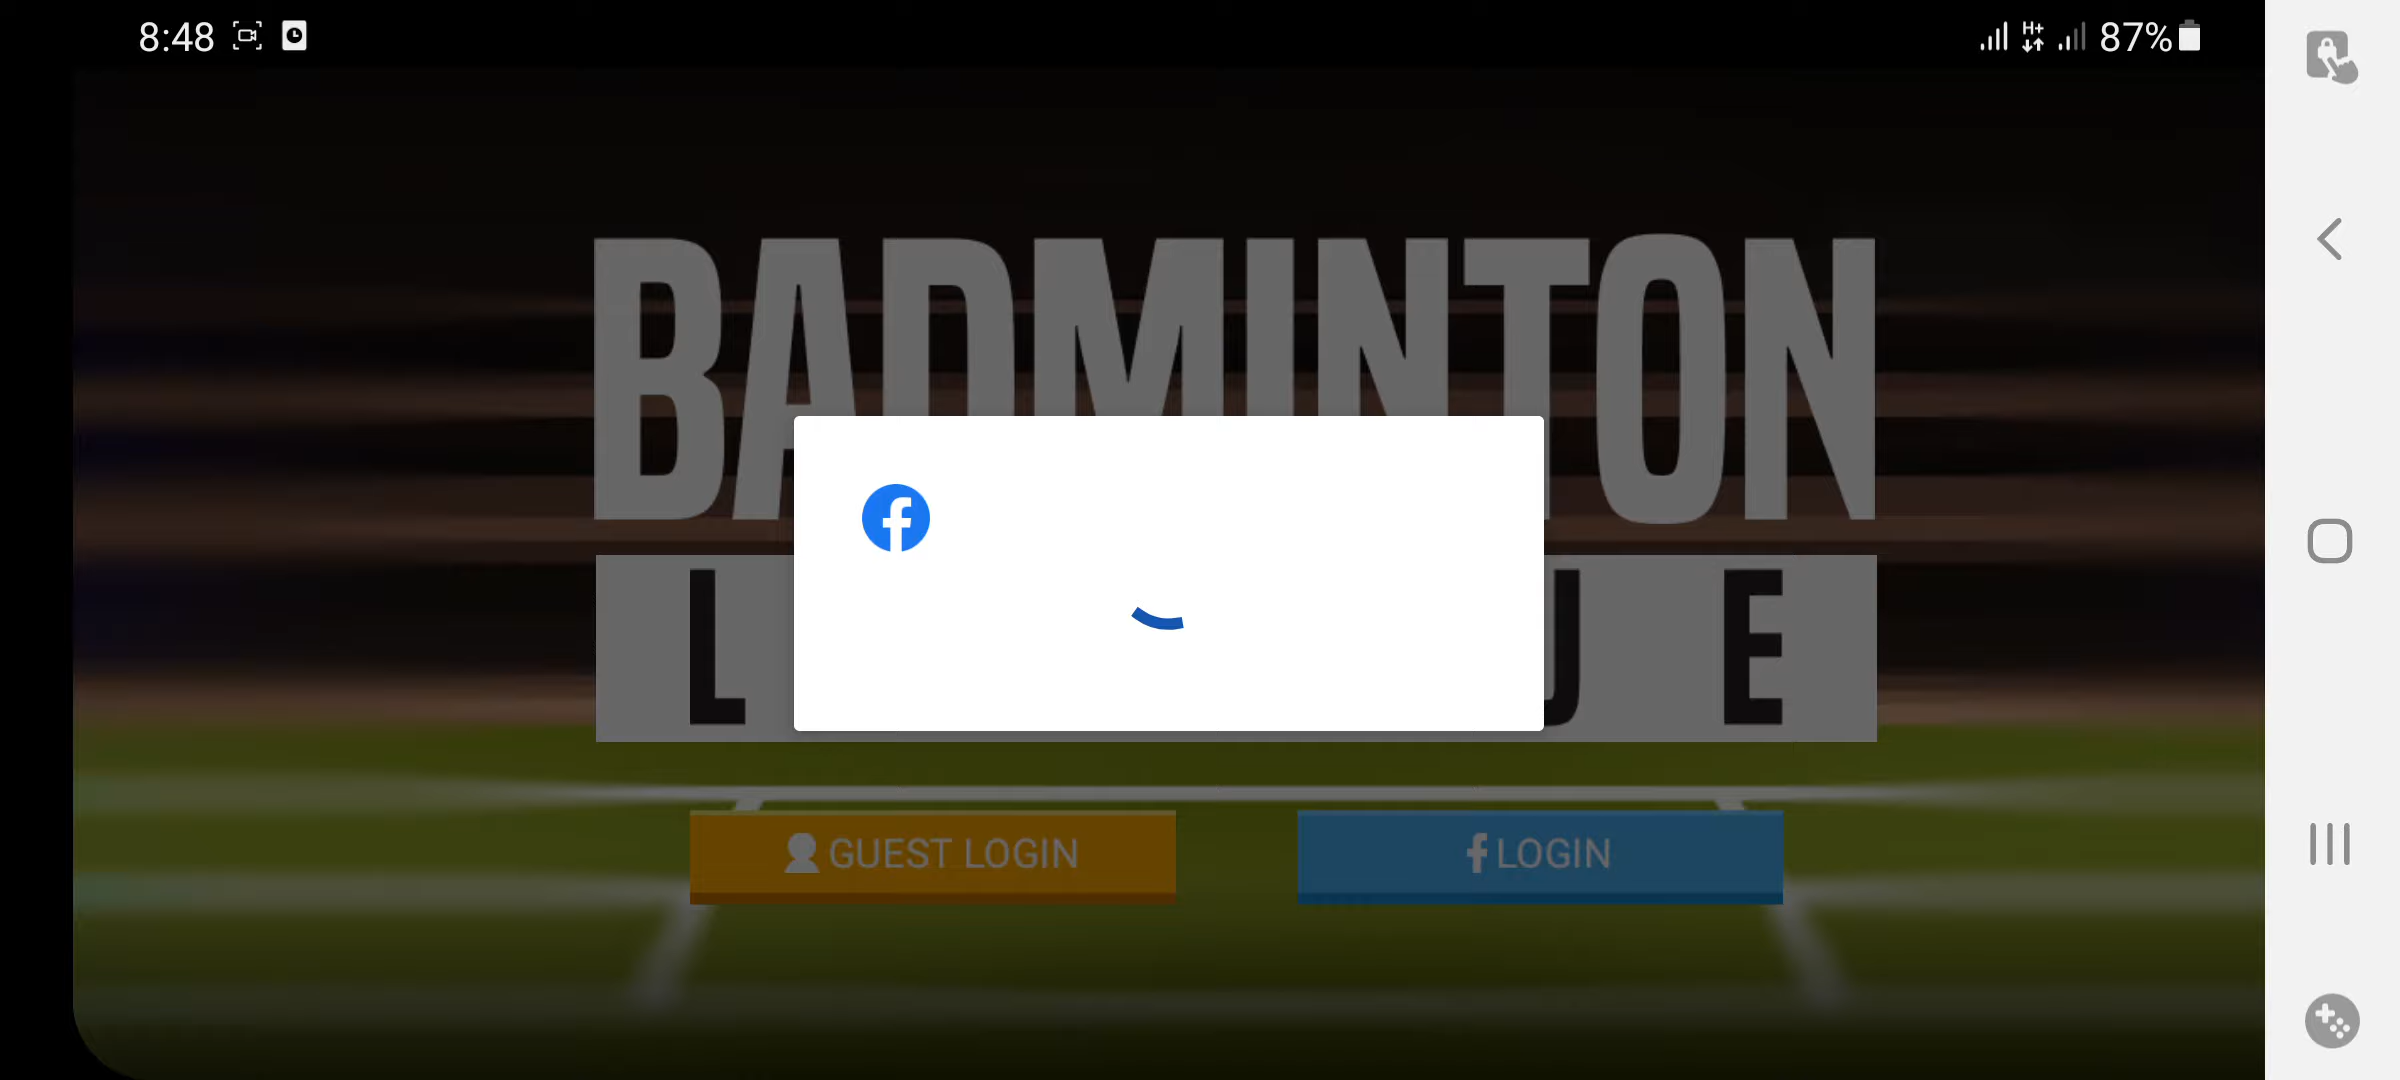 8:48 H+ 87%
BADMINTON
L U E
GUEST LOGIN
f LOGIN